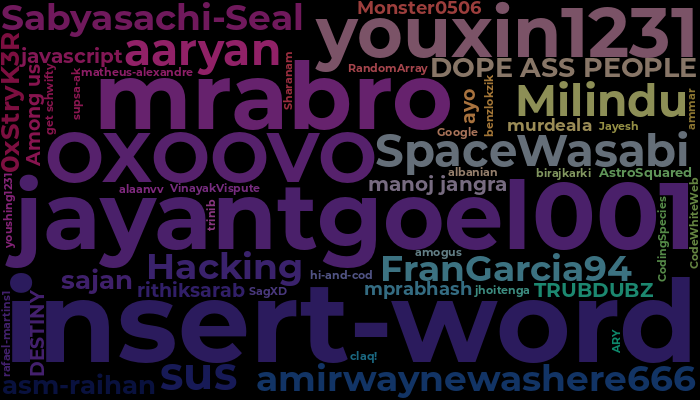 Sabyasachi-Seal
Monster0506
youxin1231
0xStryK3R
javascript
aaryan
matheus-alexandre
Sharanam
RandomArray
DOPE ASS PEOPLE
Among us
get schwifty
supsa-ak
mrabro
ayo
benzlokzik
Milindu
ammar
Google
murdeala
Jayesh
OXOOVO
SpaceWasabi
albanian
birajkarki
AstroSquared
manoj jangra
youshing1231
alaanvv
VinayakVispute
trinib
jayantgoel001
CodingSpecies
CodeWhiteWeb
amogus
Hacking
hi-and-cod
FranGarcia94
sajan
rithiksarab
SagXD
mprabhash
jhoitenga
TRUBDUBZ
rafael-martins1
DESTINY
insert-word
ARY
claq!
asm-raihan
sus
amirwaynewashere666